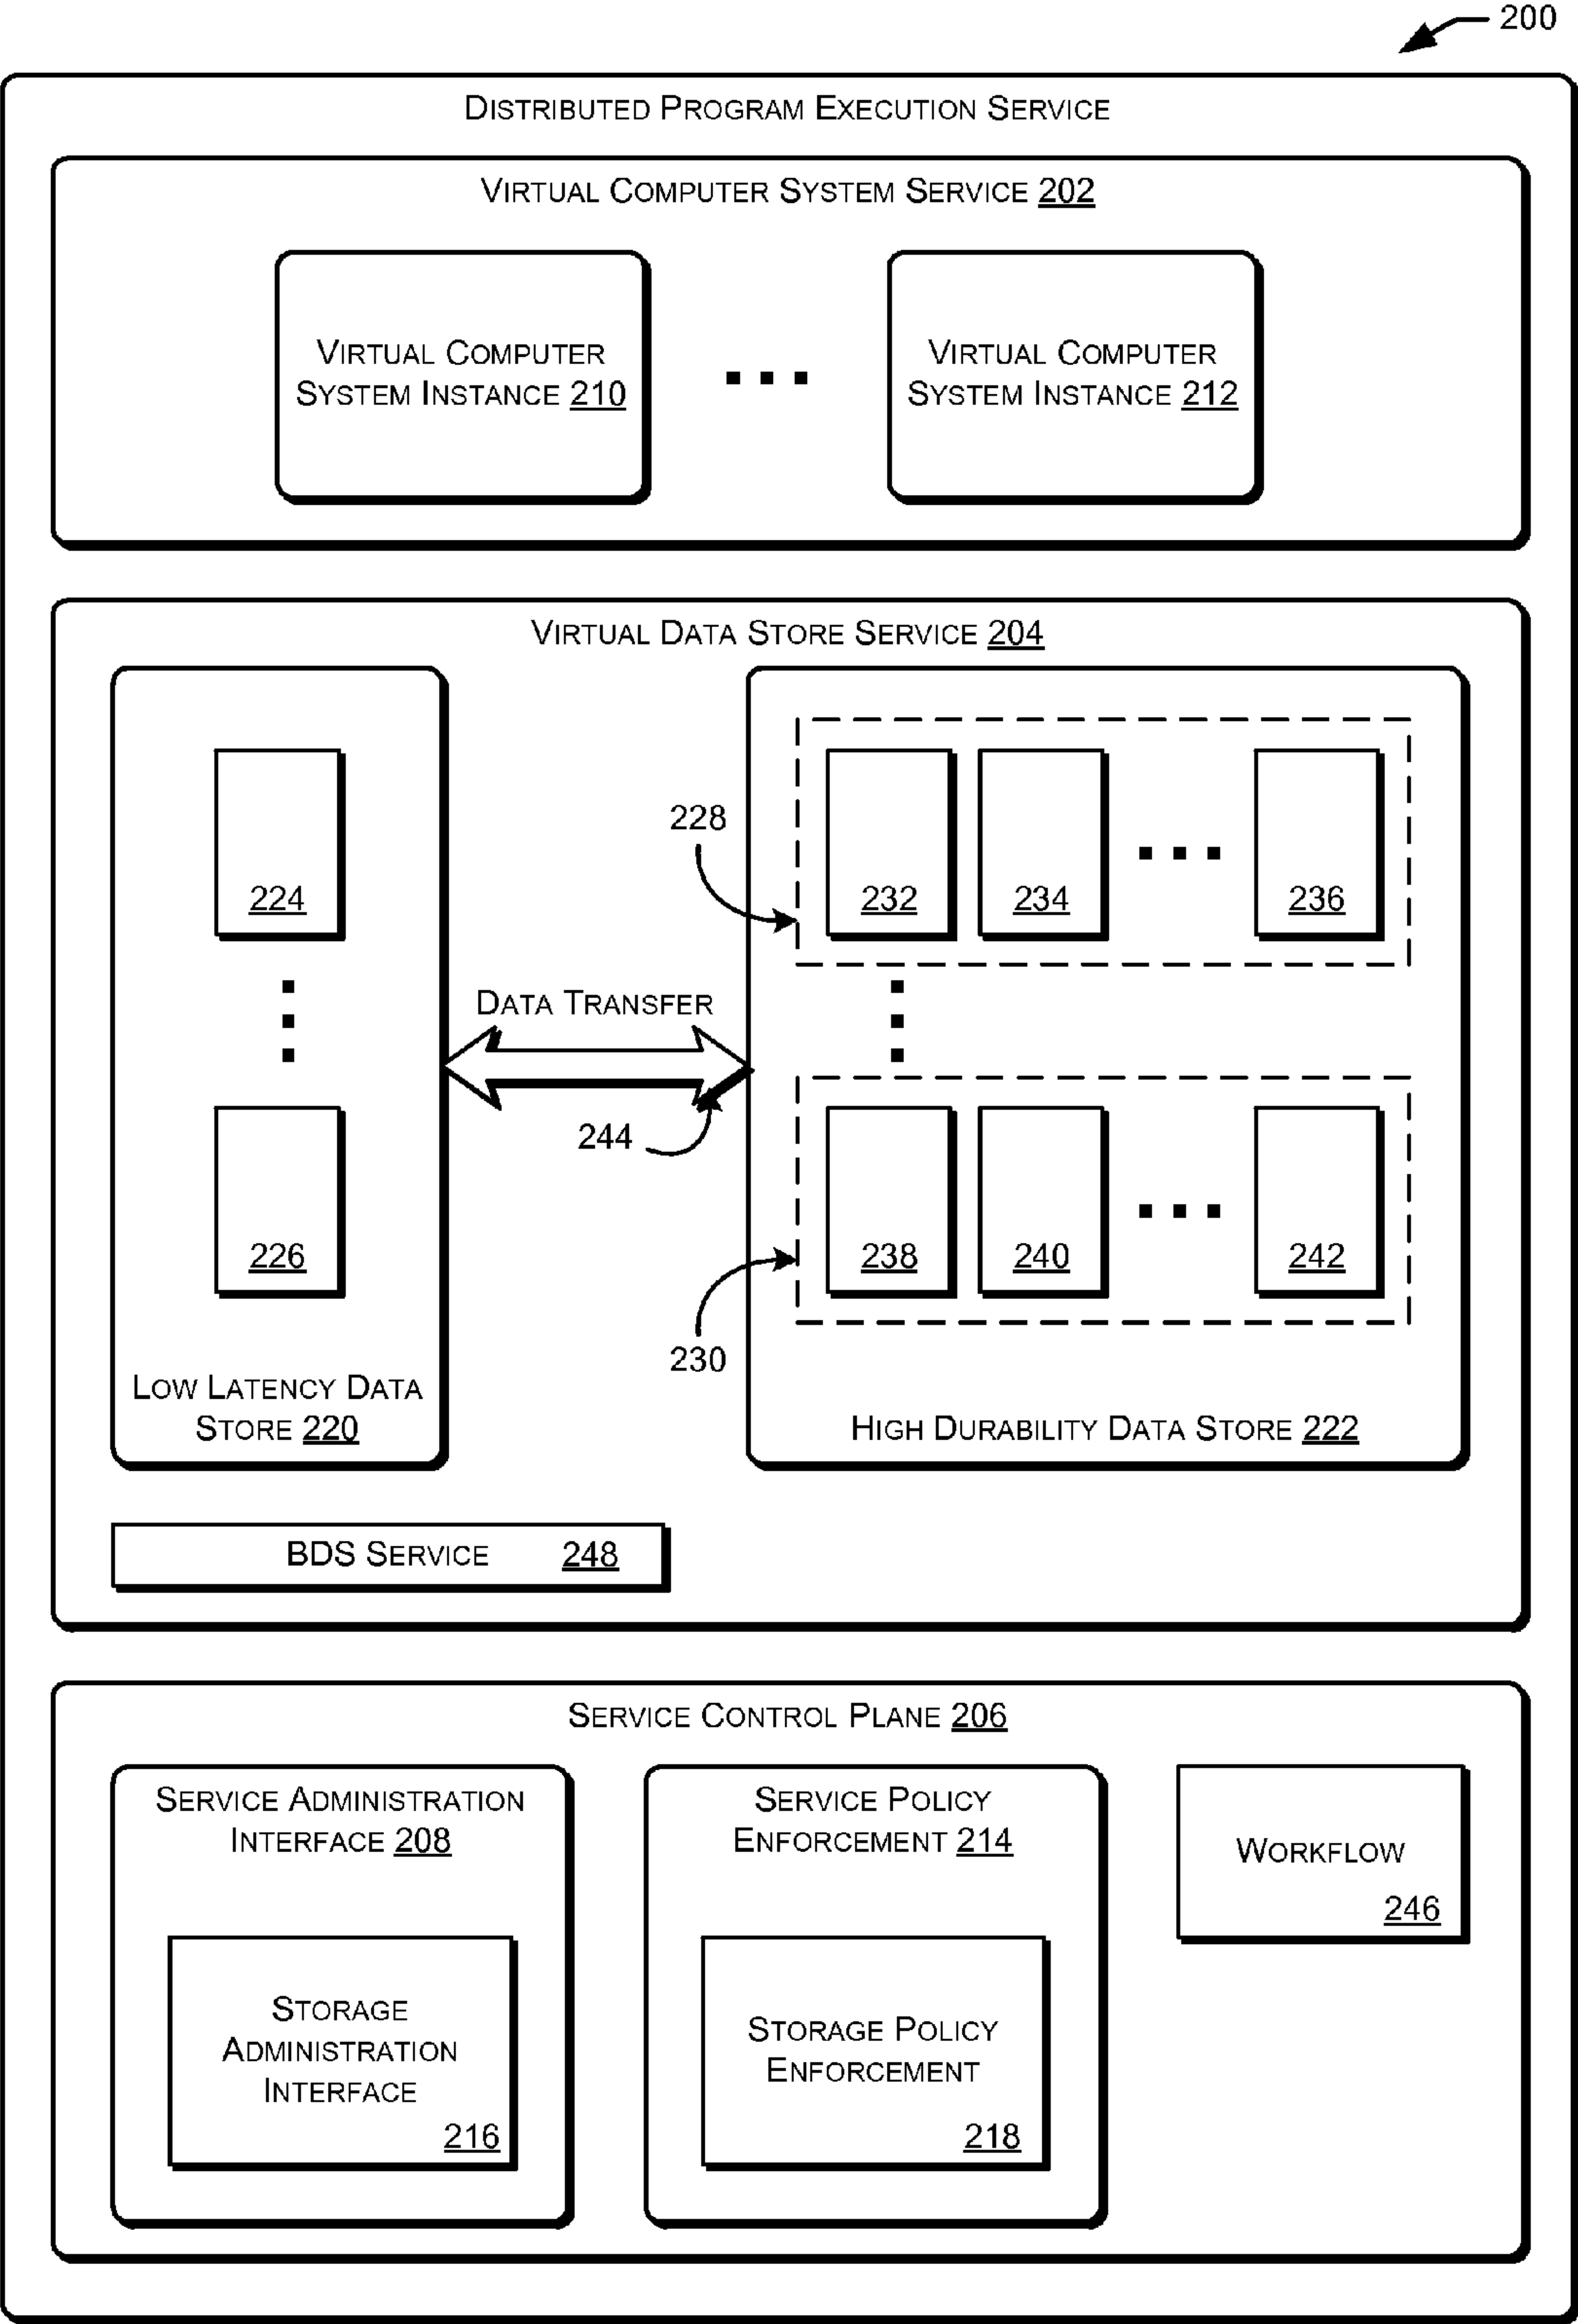 200
DISTRIBUTED PROGRAM EXECUTION SERVICE
VIRTUAL COMPUTER SYSTEM SERVICE 202
VIRTUAL COMPUTER
SYSTEM INSTANCE 210
VIRTUAL COMPUTER
SYSTEM INSTANCE 212
VIRTUAL DATA STORE SERVICE 204
224
226
LOW LATENCY DATA
STORE 220
DATA TRANSFER
244
228
232 234 236
230
238 240 242
HIGH DURABILITY DATA STORE 222
BDS SERVICE 248
SERVICE CONTROL PLANE 206
SERVICE ADMINISTRATION
INTERFACE 208
STORAGE
ADMINISTRATION
INTERFACE
216
SERVICE POLICY
ENFORCEMENT 214
STORAGE POLICY
ENFORCEMENT
218
WORKFLOW
246